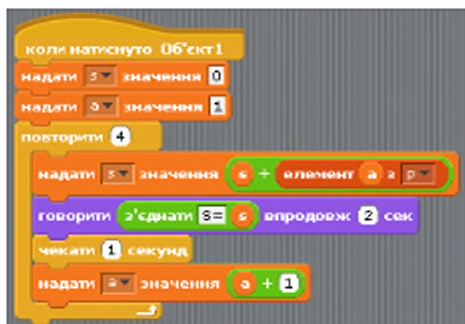 коли натиснуто Об'єкт1
надати s значення 0
надати a значення 1
повторити 4
надати s значення s + елемент a з p
говорити з'єднати S= s впродовж 2 сек
чекати 1 секунд
надати a значення a + 1